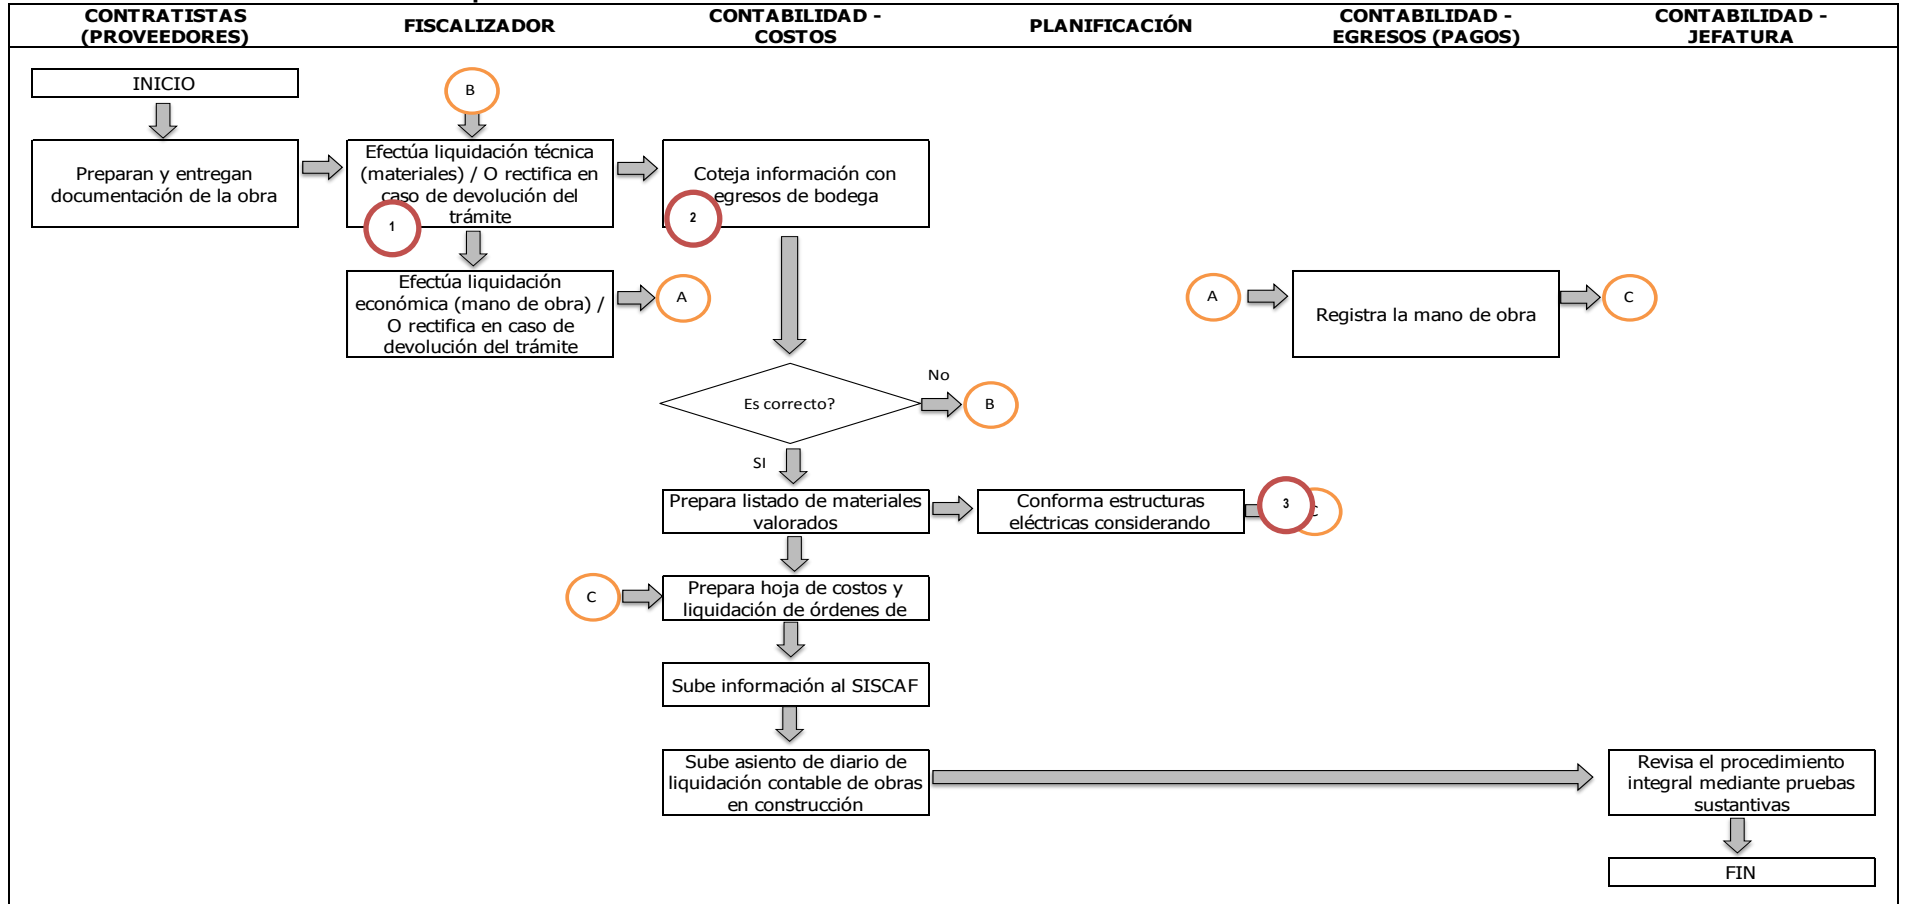 CONTRATISTAS
(PROVEEDORES)
FISCALIZADOR
CONTABILIDAD -
COSTOS
PLANIFICACIÓN
CONTABILIDAD -
EGRESOS (PAGOS)
CONTABILIDAD -
JEFATURA
INICIO
B
Preparan y entregan
documentación de la obra
Efectúa liquidación técnica
(materiales) / O rectifica en
caso de devolución del
trámite
1
Coteja información con
egresos de bodega
2
Efectúa liquidación
económica (mano de obra) /
O rectifica en caso de
devolución del trámite
A
A
Registra la mano de obra
C
Es correcto?
No
B
SI
Prepara listado de materiales
valorados
Conforma estructuras
eléctricas considerando
3
C
C
Prepara hoja de costos y
liquidación de órdenes de
Sube información al SISCAF
Sube asiento de diario de
liquidación contable de obras
en construcción
Revisa el procedimiento
integral mediante pruebas
sustantivas
FIN